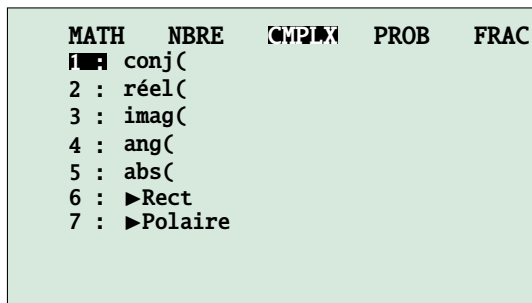 MATH NBRE CMPLX PROB FRAC
1 : conj(
2 : réel(
3 : imag(
4 : ang(
5 : abs(
6 : ►Rect
7 : ►Polaire